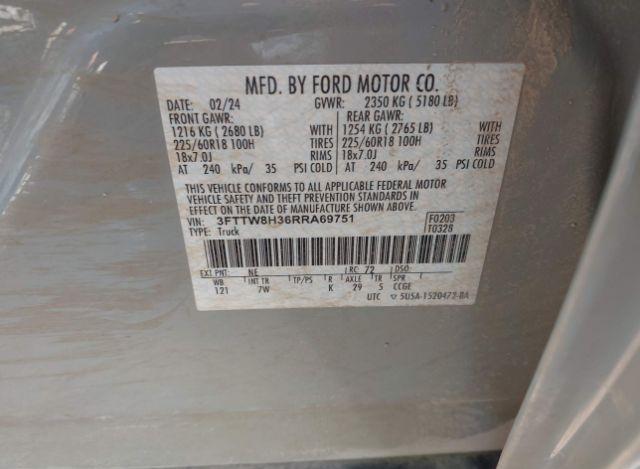 MFD. BY FORD MOTOR CO.
DATE: 02/24 GVWR: 2350 KG ( 5180 LB)
FRONT GAWR: REAR GAWR:
1216 KG ( 2680 LB) WITH 1254 KG ( 2765 LB) WITH
225/60R18 100H TIRES 225/60R18 100H TIRES
18x7.0J RIMS 18x7.0J RIMS
AT 240 kPa/ 35 PSI COLD AT 240 kPa/ 35 PSI COLD
THIS VEHICLE CONFORMS TO ALL APPLICABLE FEDERAL MOTOR
VEHICLE SAFETY AND THEFT PREVENTION STANDARDS IN
EFFECT ON THE DATE OF MANUFACTURE SHOWN ABOVE.
VIN: 3FTTW8H36RRA69751 F0203
TYPE: Truck T0328
EXT PNT: NE RC: 72 DSO:
WB INT TR TP/PS R AXLE TR SPR
121 7W K 29 5 CCGE
UTC ▽ 5U5A-1520472-BA